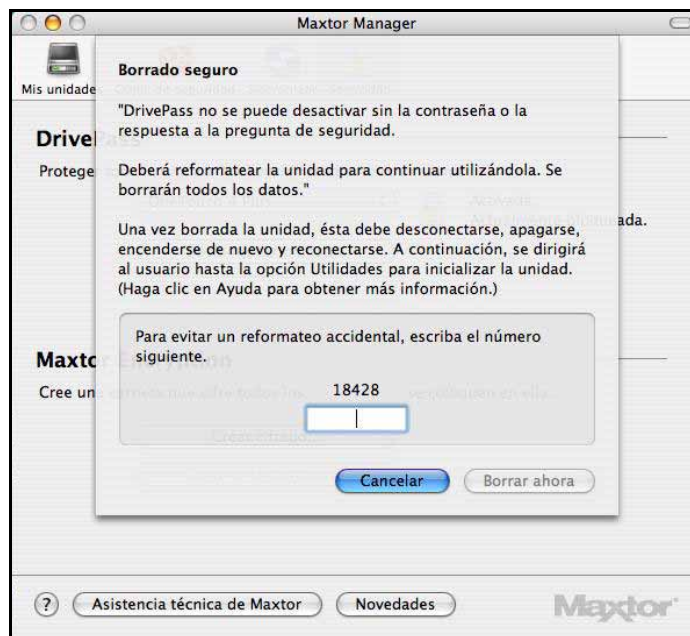 Maxtor Manager
Mis unidade
Borrado seguro
"DrivePass no se puede desactivar sin la contraseña o la
respuesta a la pregunta de seguridad.
Drive
Protege
Deberá reformatear la unidad para continuar utilizándola. Se
borrarán todos los datos."
ada.
Una vez borrada la unidad, ésta debe desconectarse, apagarse,
encenderse de nuevo y reconectarse. A continuación, se dirigirá
al usuario hasta la opción Utilidades para inicializar la unidad.
(Haga clic en Ayuda para obtener más información.)
Para evitar un reformateo accidental, escriba el número
siguiente.
Maxto
Cree un
18428
Cancelar
Borrar ahora
?
Asistencia técnica de Maxtor
Novedades
Maxtor